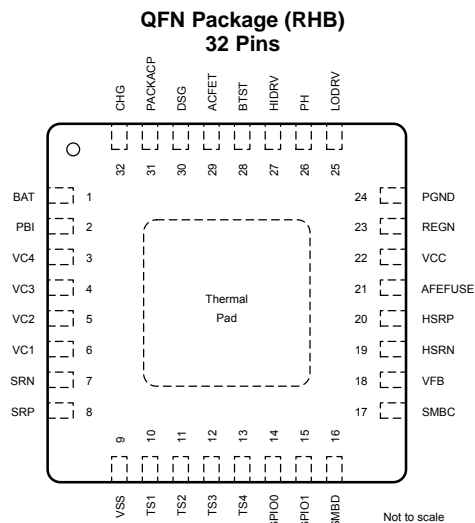 QFN Package (RHB)
32 Pins
CHG
PACKACP
DSG
ACFET
BTST
HIDRV
PH
LODRV
32
31
30
29
28
27
26
25
BAT 1
PBI 2
VC4 3
VC3 4
VC2 5
VC1 6
SRN 7
SRP 8
Thermal
Pad
24 PGND
23 REGN
22 VCC
21 AFEFUSE
20 HSRP
19 HSRN
18 VFB
17 SMBC
9
10
11
12
13
14
15
16
VSS
TS1
TS2
TS3
TS4
Not to scale